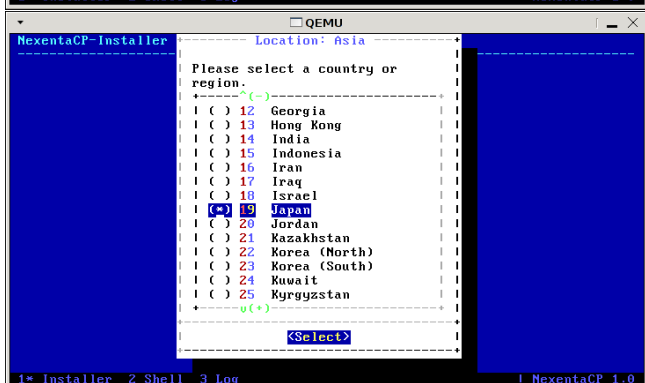 QEMU
NexentaCP-Installer
Location: Asia
Please select a country or
region.
^(-)
( ) 12 Georgia
( ) 13 Hong Kong
( ) 14 India
( ) 15 Indonesia
( ) 16 Iran
( ) 17 Iraq
( ) 18 Israel
(*) 19 Japan
( ) 20 Jordan
( ) 21 Kazakhstan
( ) 22 Korea (North)
( ) 23 Korea (South)
( ) 24 Kuwait
( ) 25 Kyrgyzstan
v(+)
<Select>
1* Installer 2 Shell 3 Log ! NexentaCP 1.0